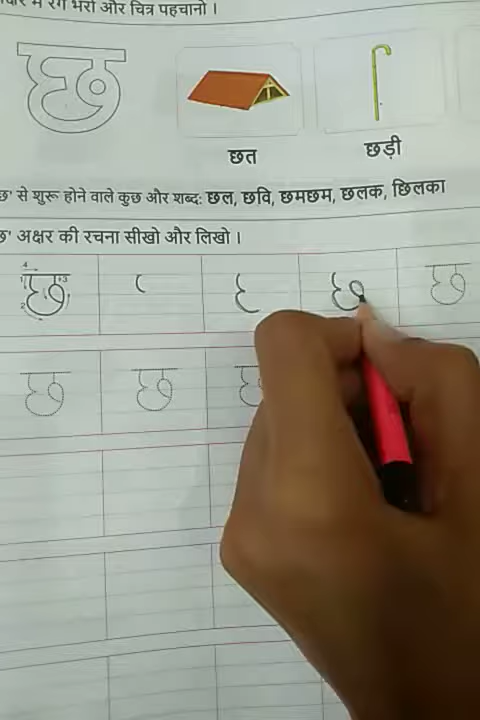 में रंग भरो और चित्र पहचानो ।
छ
छत
छड़ी
छ' से शुरू होने वाले कुछ और शब्द: छल, छवि, छमछम, छलक, छिलका
छ' अक्षर की रचना सीखो और लिखो ।
छ छ छ
छ छ